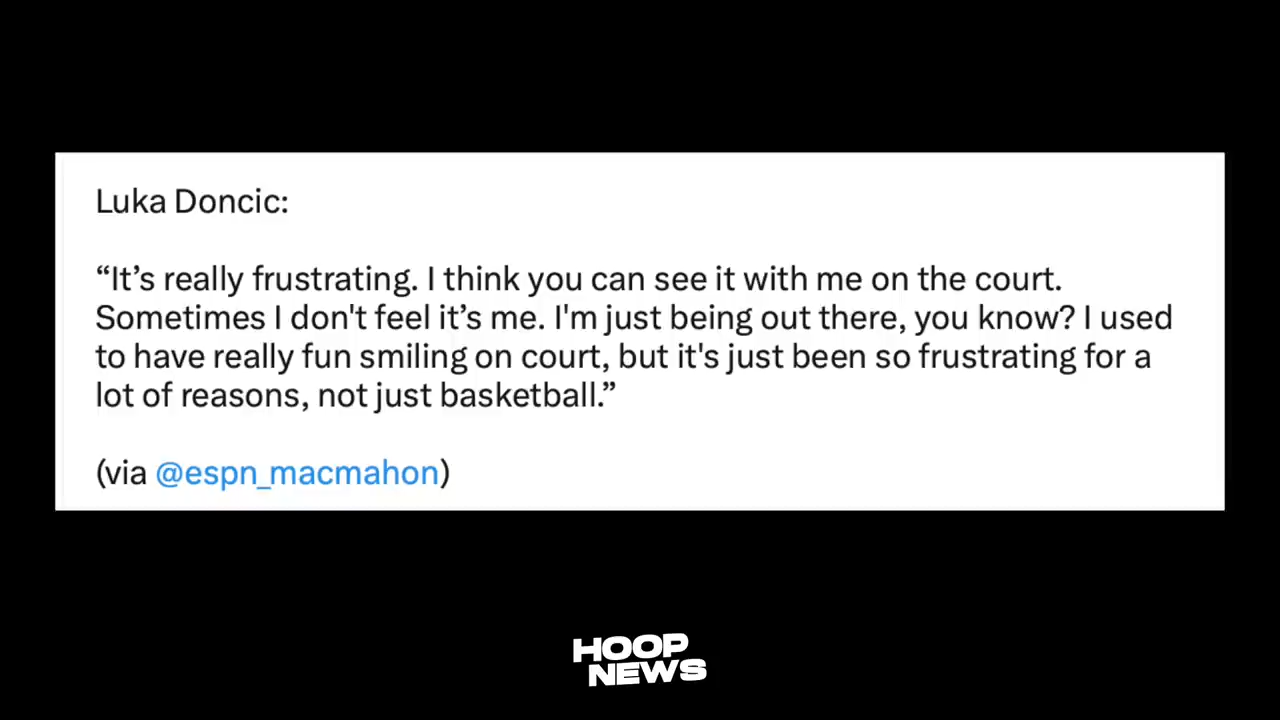 Luka Doncic:
“It’s really frustrating. I think you can see it with me on the court.
Sometimes I don't feel it’s me. I'm just being out there, you know? I used
to have really fun smiling on court, but it's just been so frustrating for a
lot of reasons, not just basketball.”
(via @espn_macmahon)
HOOP
NEWS